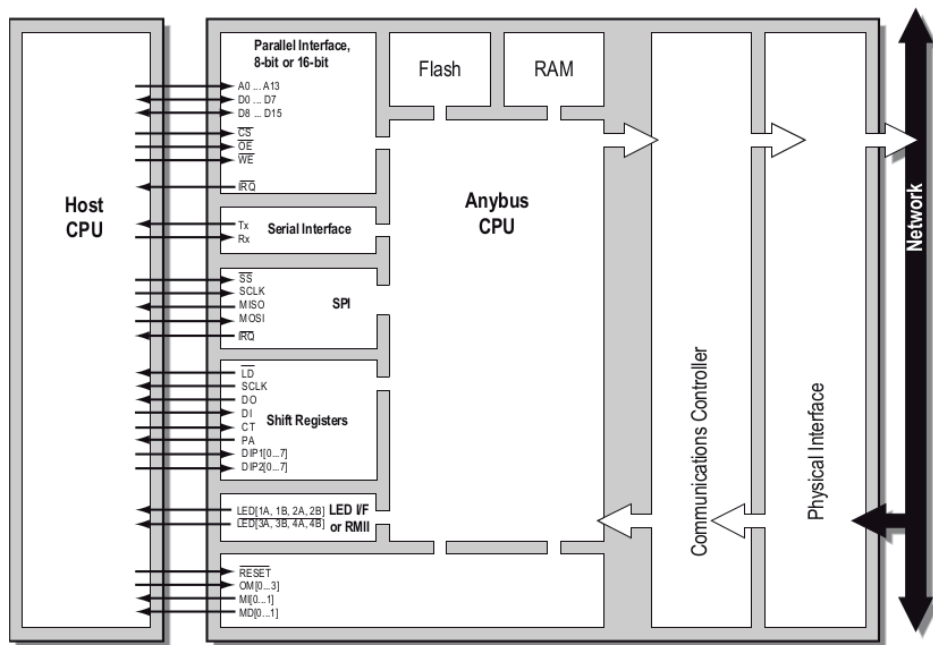 Host
CPU
Parallel Interface,
8-bit or 16-bit
A0 ... A13
D0 ... D7
D8 ... D15
CS
OE
WE
IRQ
Tx
Rx
Serial Interface
SS
SCLK
MISO
MOSI
IRQ
SPI
LD
SCLK
DO
DI
CT
PA
DIP1[0...7]
DIP2[0...7]
Shift Registers
LED[1A, 1B, 2A, 2B]
LED[3A, 3B, 4A, 4B]
LED I/F
or RMII
RESET
OM[0...3]
MI[0...1]
MD[0...1]
Flash
RAM
Anybus
CPU
Communications Controller
Physical Interface
Network